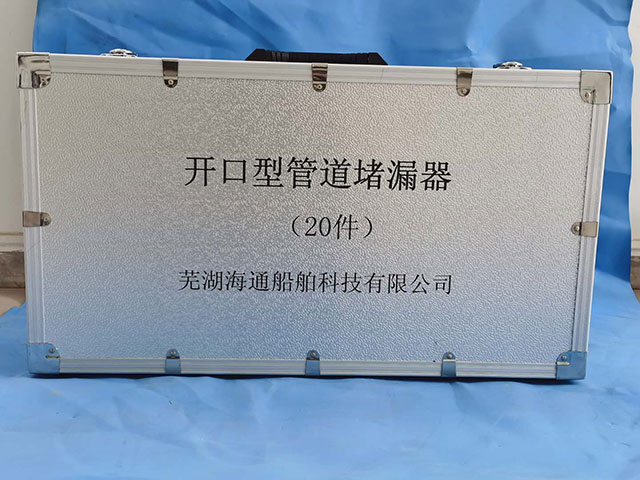 开口型管道堵漏器
（20件）
芜湖海通船舶科技有限公司